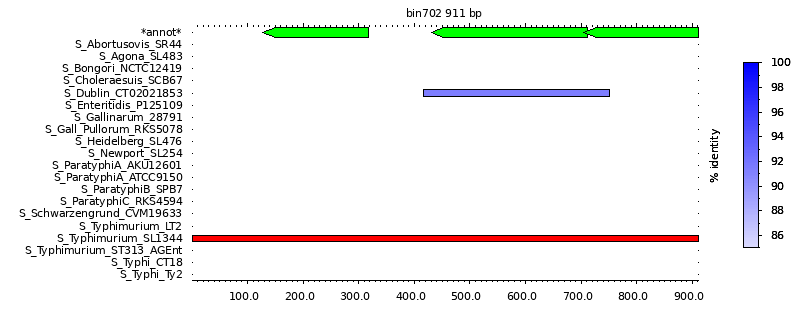 bin702 911 bp
*annot*
S_Abortusovis_SR44
S_Agona_SL483
S_Bongori_NCTC12419
S_Choleraesuis_SCB67
S_Dublin_CT02021853
S_Enteritidis_P125109
S_Gallinarum_28791
S_Gall_Pullorum_RKS5078
S_Heidelberg_SL476
S_Newport_SL254
S_ParatyphiA_AKU12601
S_ParatyphiA_ATCC9150
S_ParatyphiB_SPB7
S_ParatyphiC_RKS4594
S_Schwarzengrund_CVM19633
S_Typhimurium_LT2
S_Typhimurium_SL1344
S_Typhimurium_ST313_AGEnt
S_Typhi_CT18
S_Typhi_Ty2
100.0 200.0 300.0 400.0 500.0 600.0 700.0 800.0 900.0
% identity
100
98
96
94
92
90
88
86